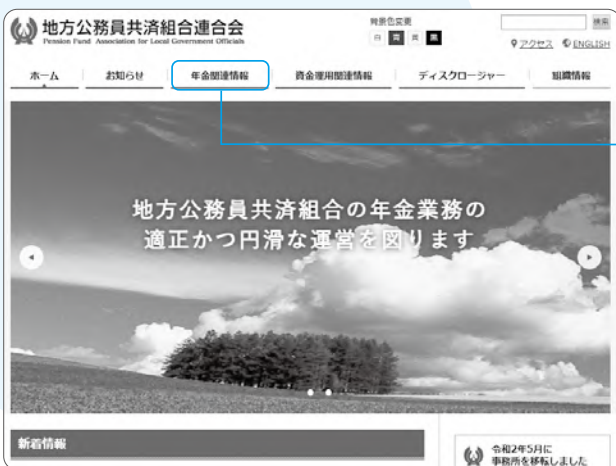 地方公務員共済組合連合会
Pension Fund Association for Local Government Officials
背景色変更
白 青 黄 黒
検索
アクセス ENGLISH
ホーム お知らせ 年金関連情報 資金運用関連情報 ディスクロージャー 組織情報
地方公務員共済組合の年金業務の
適正かつ円滑な運営を図ります
新着情報
令和2年5月に
事務所を移転しました